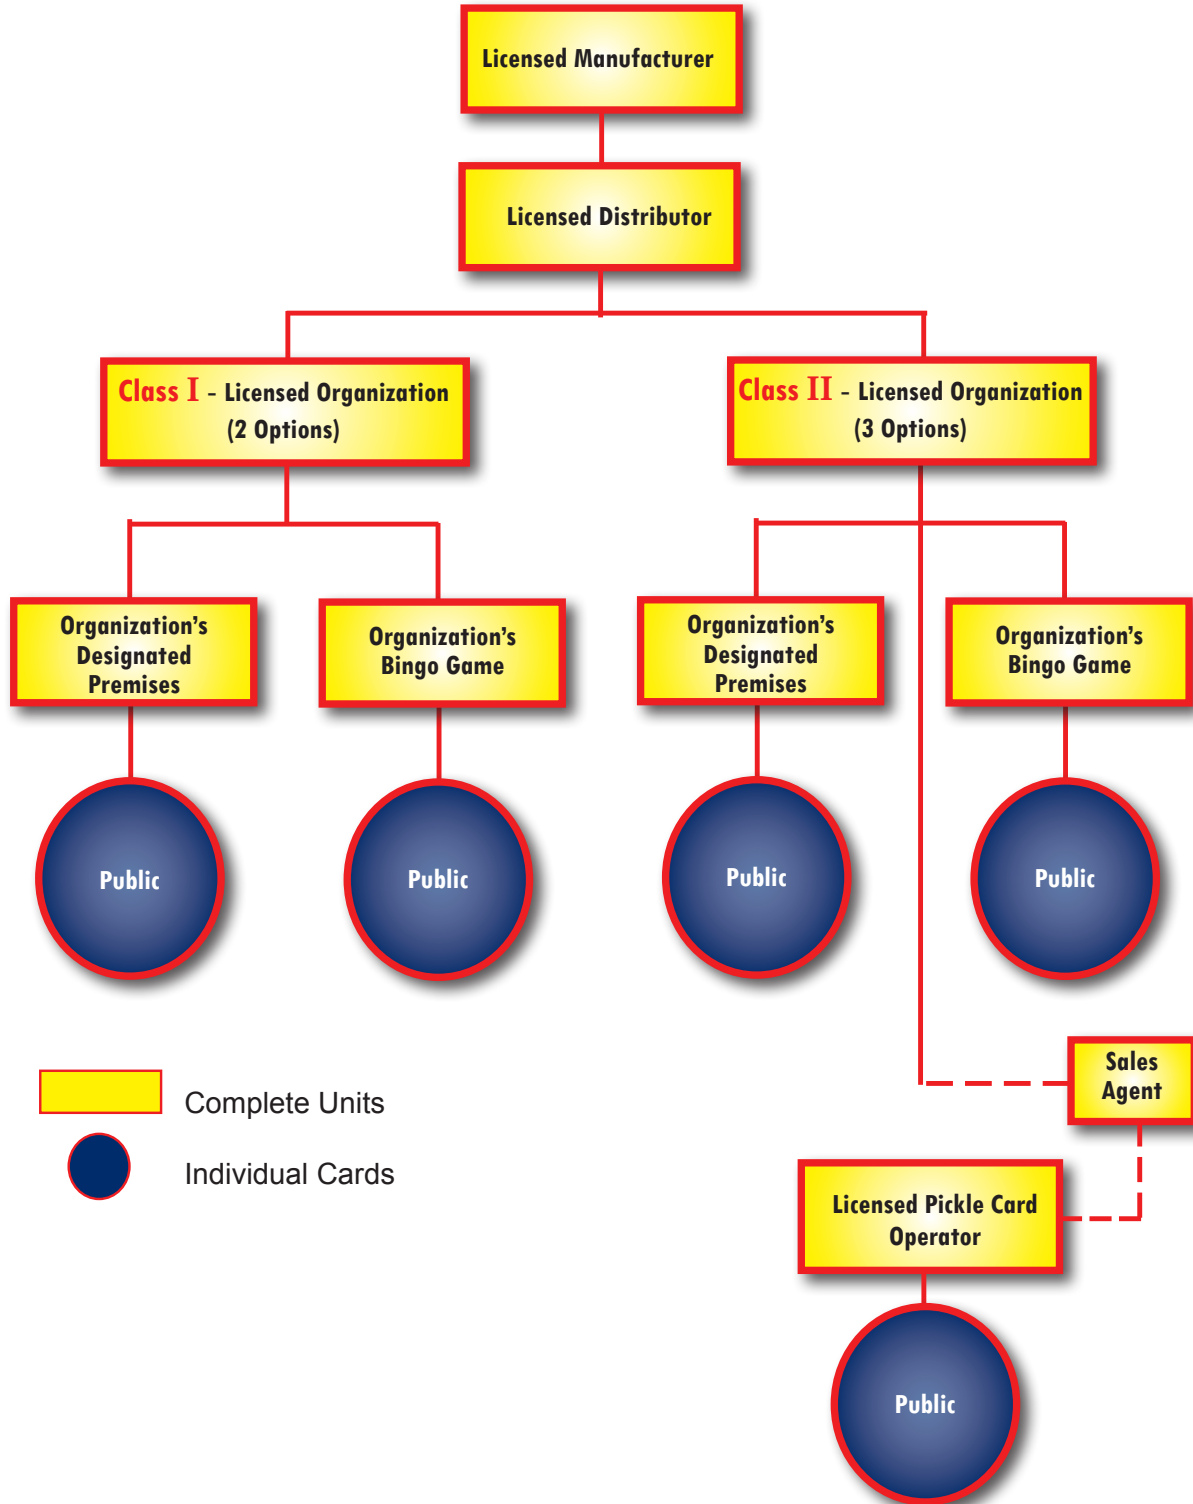 Licensed Manufacturer
Licensed Distributor
Class I - Licensed Organization
(2 Options)
Class II - Licensed Organization
(3 Options)
Organization’s
Designated
Premises
Organization’s
Bingo Game
Organization’s
Designated
Premises
Organization’s
Bingo Game
Public
Public
Public
Public
Sales
Agent
Complete Units
Individual Cards
Licensed Pickle Card
Operator
Public